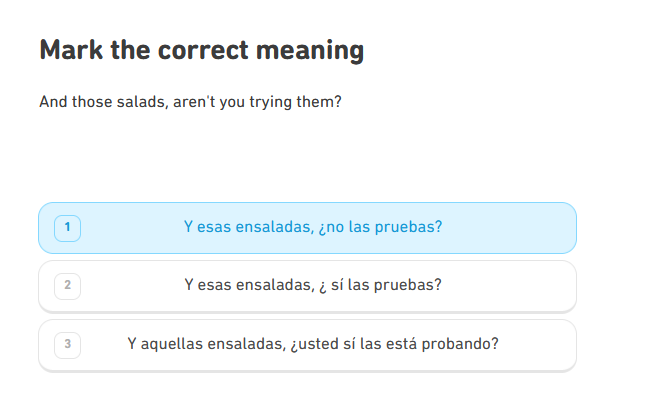 Mark the correct meaning
And those salads, aren't you trying them?
1 Y esas ensaladas, ¿no las pruebas?
2 Y esas ensaladas, ¿ sí las pruebas?
3 Y aquellas ensaladas, ¿usted sí las está probando?